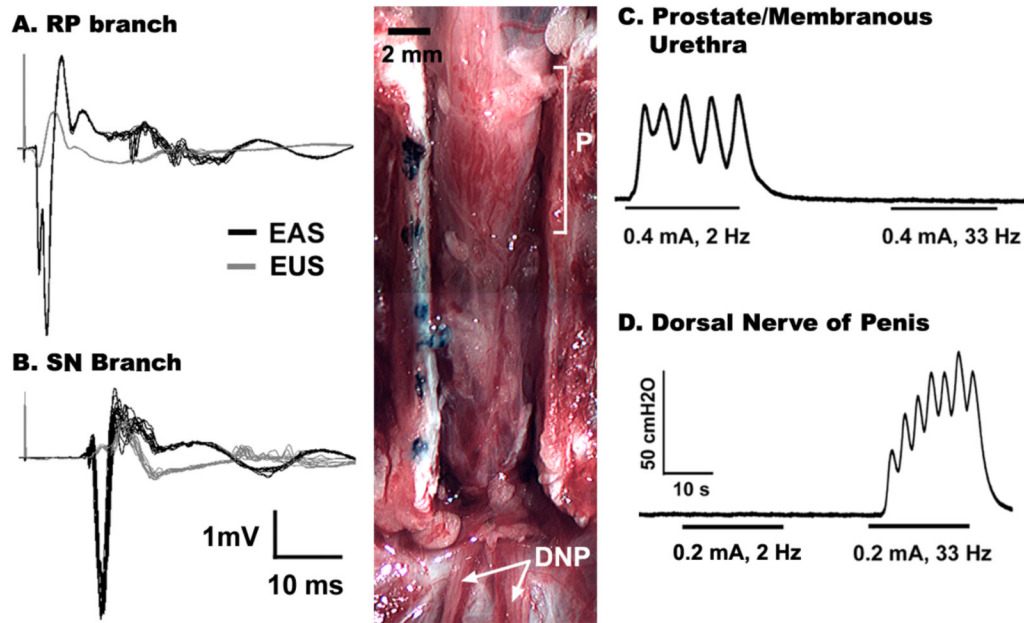 A. RP branch
EAS
EUS
B. SN Branch
1mV
10 ms
2 mm
P
DNP
C. Prostate/Membranous
Urethra
0.4 mA, 2 Hz
0.4 mA, 33 Hz
D. Dorsal Nerve of Penis
50 cmH2O
10 s
0.2 mA, 2 Hz
0.2 mA, 33 Hz